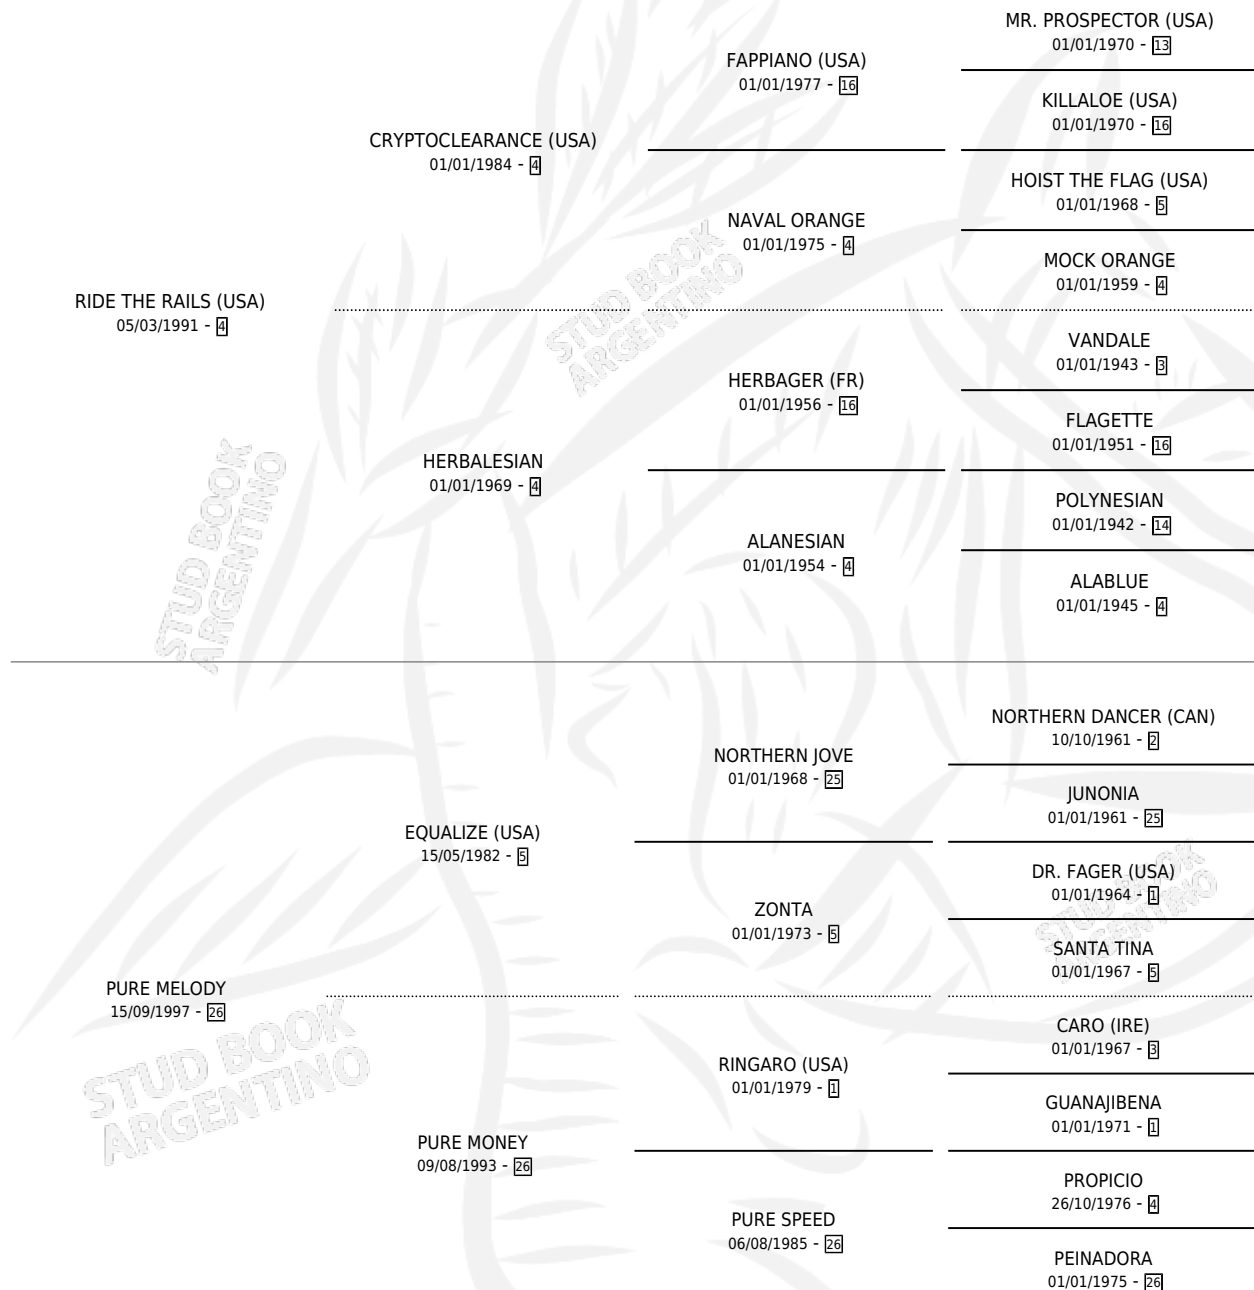 MR. PROSPECTOR (USA)
01/01/1970 - 13
FAPPIANO (USA)
01/01/1977 - 16
KILLALOE (USA)
01/01/1970 - 16
CRYPTOCLEARANCE (USA)
01/01/1984 - 4
HOIST THE FLAG (USA)
01/01/1968 - 5
NAVAL ORANGE
01/01/1975 - 4
MOCK ORANGE
01/01/1959 - 4
RIDE THE RAILS (USA)
05/03/1991 - 4
VANDALE
01/01/1943 - 3
HERBAGER (FR)
01/01/1956 - 16
FLAGETTE
01/01/1951 - 16
HERBALESIAN
01/01/1969 - 4
POLYNESIAN
01/01/1942 - 14
ALANESIAN
01/01/1954 - 4
ALABLUE
01/01/1945 - 4
STUD BOOK
ARGENTINO
STUD BOOK
ARGENTINO
NORTHERN DANCER (CAN)
10/10/1961 - 2
NORTHERN JOVE
01/01/1968 - 25
JUNONIA
01/01/1961 - 25
EQUALIZE (USA)
15/05/1982 - 5
DR. FAGER (USA)
01/01/1964 - 1
ZONTA
01/01/1973 - 5
SANTA TINA
01/01/1967 - 5
PURE MELODY
15/09/1997 - 26
CARO (IRE)
01/01/1967 - 3
RINGARO (USA)
01/01/1979 - 1
GUANAJIBENA
01/01/1971 - 1
PURE MONEY
09/08/1993 - 26
PROPICIO
26/10/1976 - 4
PURE SPEED
06/08/1985 - 26
PEINADORA
01/01/1975 - 26
STUD BOOK
ARGENTINO
STUD BOOK
ARGENTINO